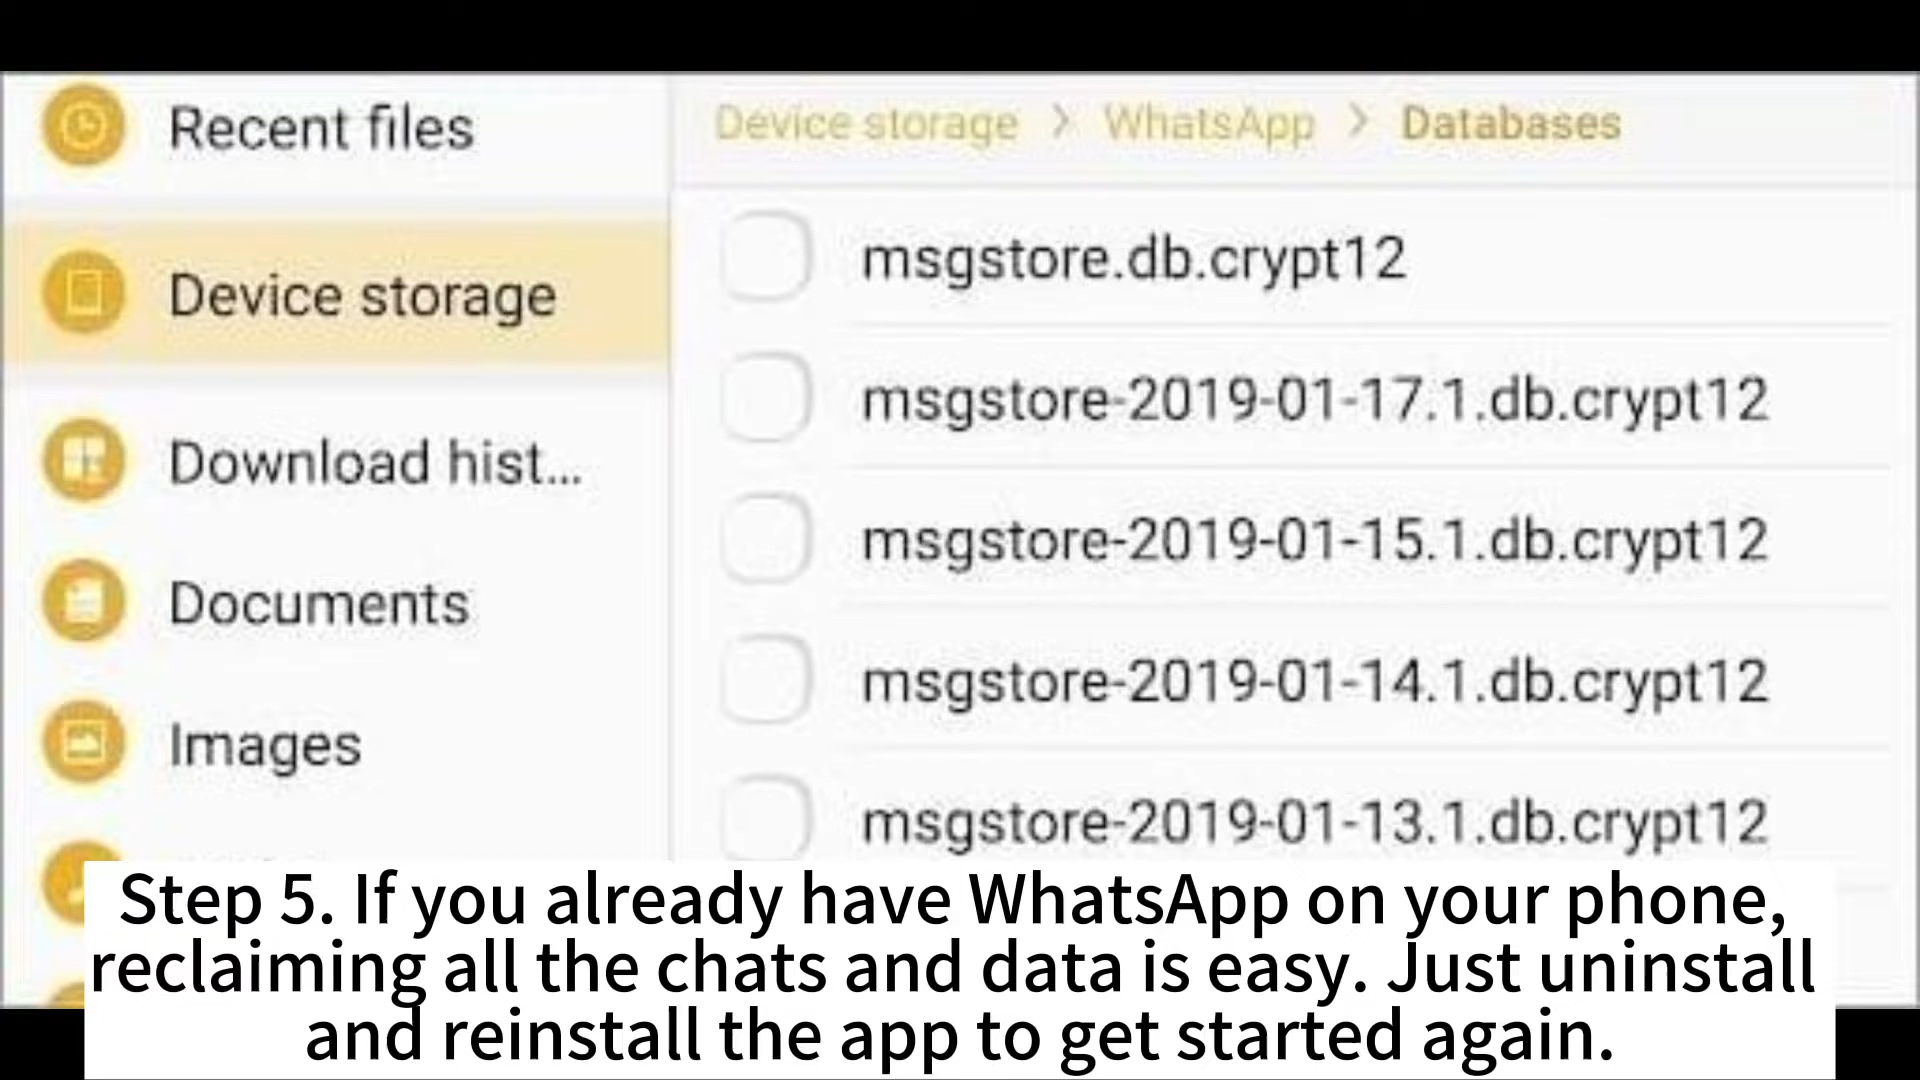 Recent files
Device storage
Download hist...
Documents
Images
Device storage > WhatsApp > Databases
msgstore.db.crypt12
msgstore-2019-01-17.1.db.crypt12
msgstore-2019-01-15.1.db.crypt12
msgstore-2019-01-14.1.db.crypt12
msgstore-2019-01-13.1.db.crypt12
Step 5. If you already have WhatsApp on your phone,
reclaiming all the chats and data is easy. Just uninstall
and reinstall the app to get started again.